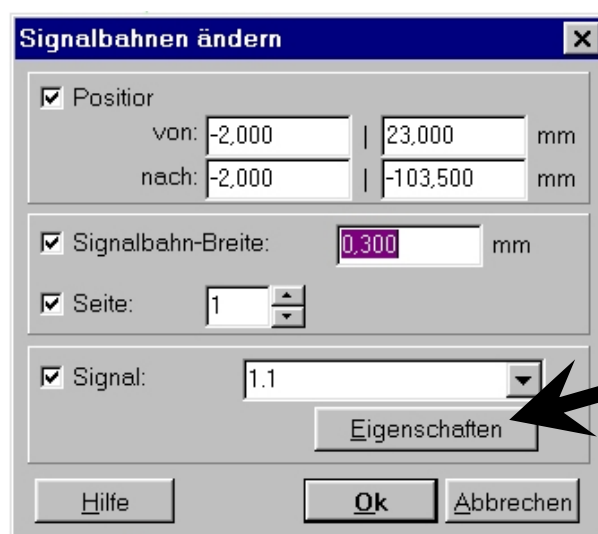 Signalbahnen ändern
Positior
von: -2,000 | 23,000 mm
nach: -2,000 | -103,500 mm
Signalbahn-Breite: 0,300 mm
Seite: 1
Signal: 1.1
Eigenschaften
Hilfe Ok Abbrechen